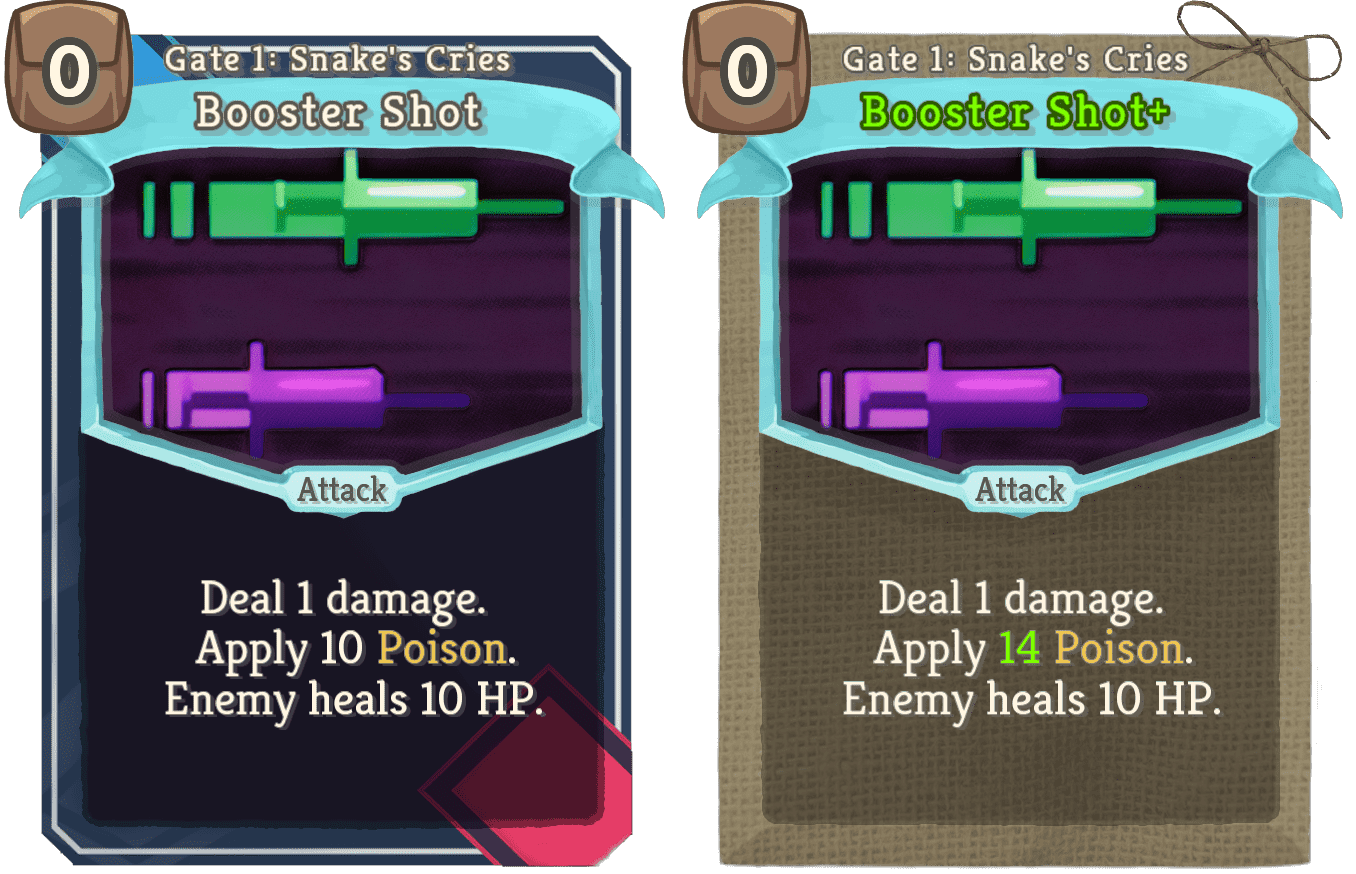 0
Gate 1: Snake's Cries
Booster Shot
Attack
Deal 1 damage.
Apply 10 Poison.
Enemy heals 10 HP.
0
Gate 1: Snake's Cries
Booster Shot+
Attack
Deal 1 damage.
Apply 14 Poison.
Enemy heals 10 HP.